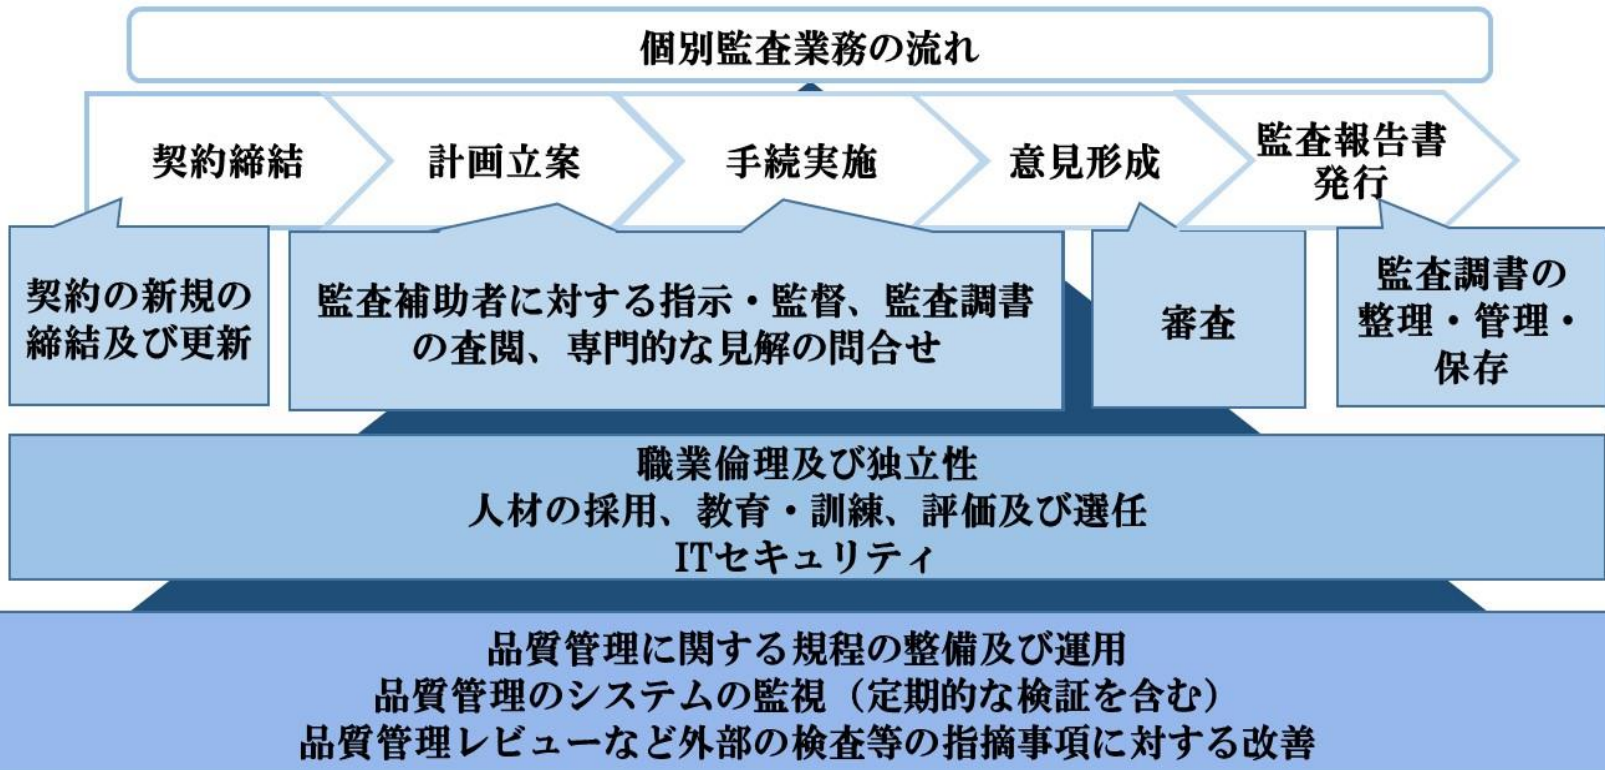 個別監査業務の流れ
契約締結
計画立案
手続実施
意見形成
監査報告書
発行
契約の新規の
締結及び更新
監査補助者に対する指示・監督、監査調書
の査閲、専門的な見解の問合せ
審査
監査調書の
整理・管理・
保存
職業倫理及び独立性
人材の採用、教育・訓練、評価及び選任
ITセキュリティ
品質管理に関する規程の整備及び運用
品質管理のシステムの監視（定期的な検証を含む）
品質管理レビューなど外部の検査等の指摘事項に対する改善